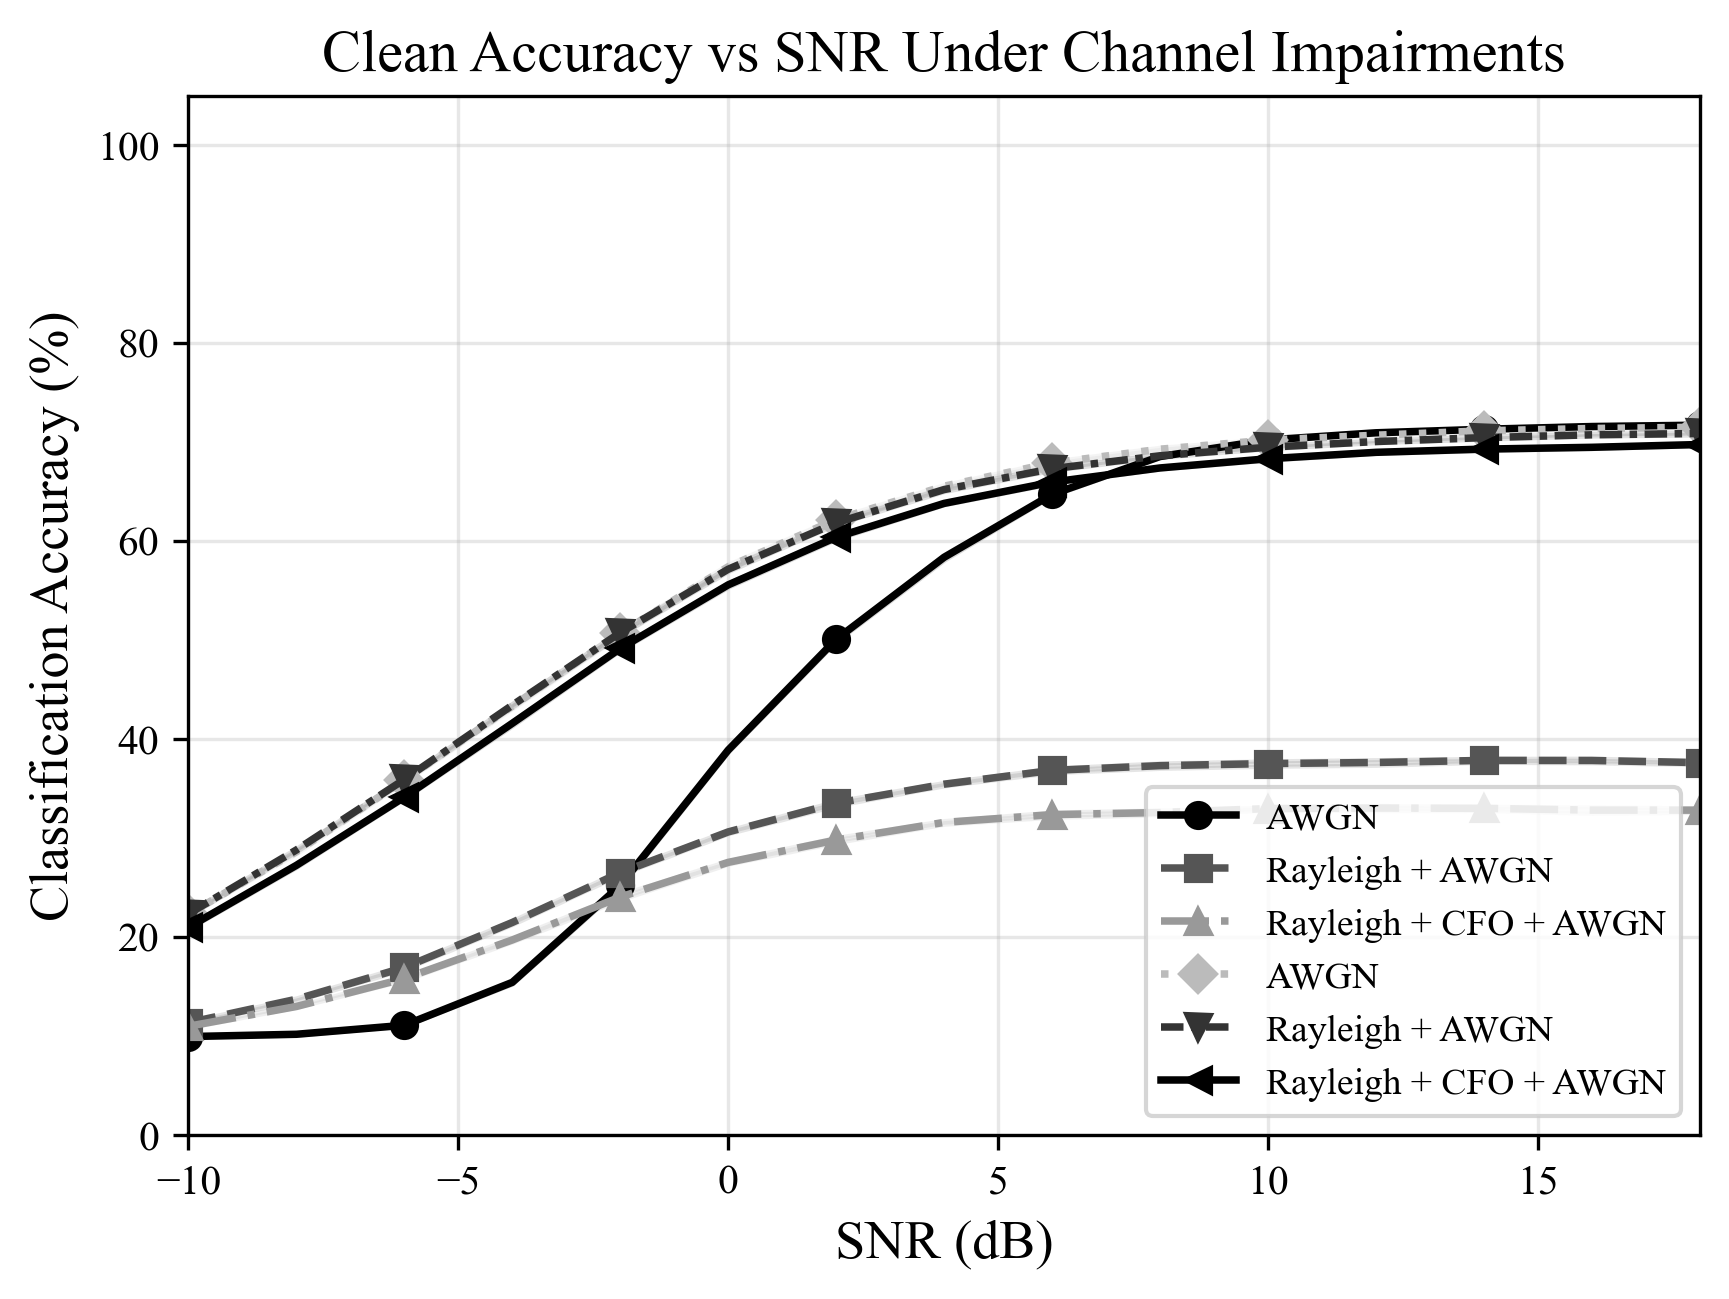 Clean Accuracy vs SNR Under Channel Impairments
Classification Accuracy (%)
100
80
60
40
20
0
−10
−5
0
5
10
15
SNR (dB)
AWGN
Rayleigh + AWGN
Rayleigh + CFO + AWGN
AWGN
Rayleigh + AWGN
Rayleigh + CFO + AWGN